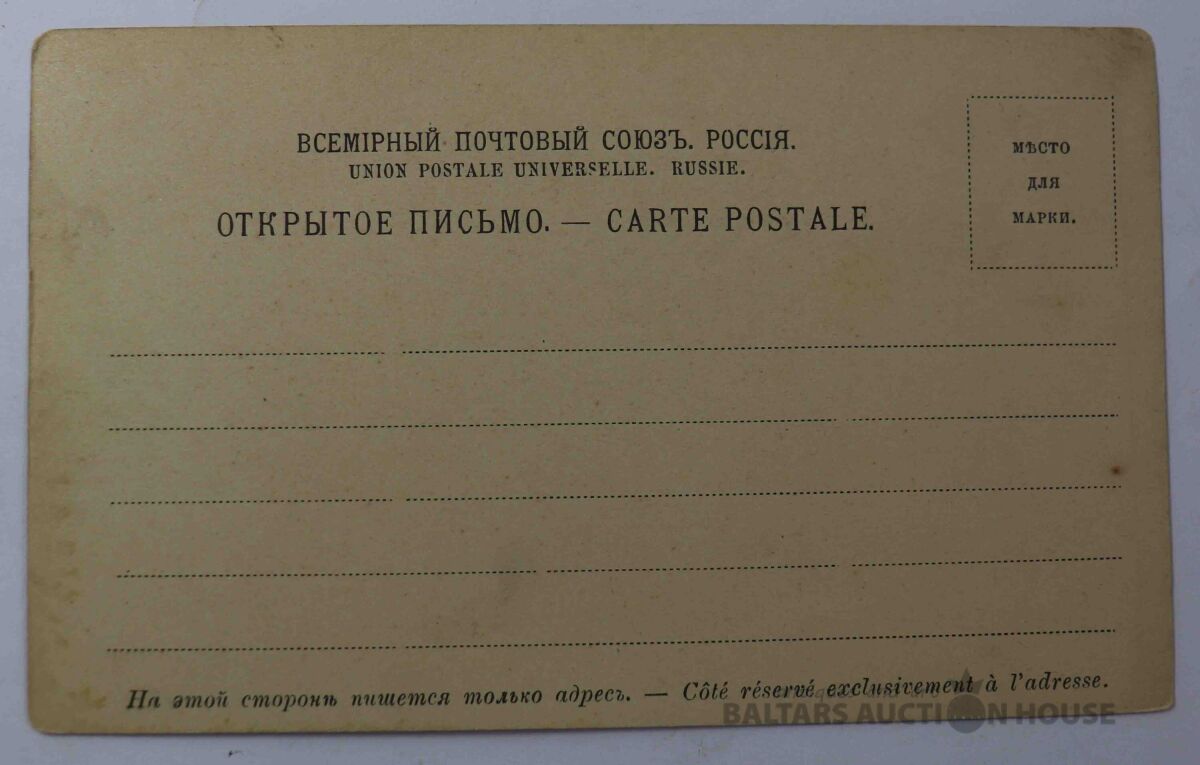 ВСЕМІРНЫЙ ПОЧТОВЫЙ СОЮЗЪ. РОССІЯ.
UNION POSTALE UNIVERSELLE. RUSSIE.
ОТКРЫТОЕ ПИСЬМО. — CARTE POSTALE.
МѢСТО
ДЛЯ
МАРКИ.
На этой сторонѣ пишется только адресъ. — Côté réservé exclusivement à l'adresse.
BALTARS AUCTION HOUSE